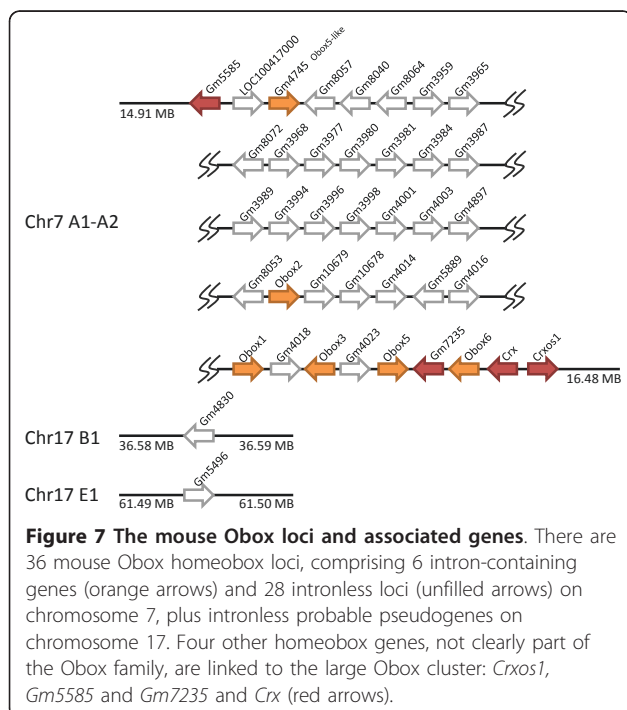 Gm5585 LOC100417000 Gm4745 Obox5-like Gm8057 Gm8040 Gm8064 Gm3959 Gm3965
14.91 MB
Gm8072 Gm3968 Gm3977 Gm3980 Gm3981 Gm3984 Gm3987
Gm3989 Gm3994 Gm3996 Gm3998 Gm4001 Gm4003 Gm4897
Chr7 A1-A2
Gm8053 Obox2 Gm10679 Gm10678 Gm4014 Gm5889 Gm4016
Obox1 Gm4018 Obox3 Gm4023 Obox5 Gm7235 Obox6 Crx Crxos1
16.48 MB
Gm4830
Chr17 B1
36.58 MB 36.59 MB
Gm5496
Chr17 E1
61.49 MB 61.50 MB
Figure 7 The mouse Obox loci and associated genes. There are
36 mouse Obox homeobox loci, comprising 6 intron-containing
genes (orange arrows) and 28 intronless loci (unfilled arrows) on
chromosome 7, plus intronless probable pseudogenes on
chromosome 17. Four other homeobox genes, not clearly part of
the Obox family, are linked to the large Obox cluster: Crxos1,
Gm5585 and Gm7235 and Crx (red arrows).